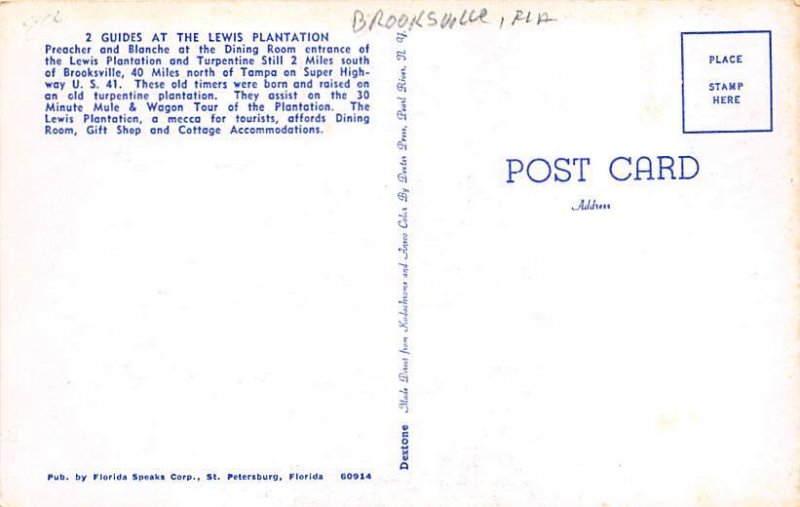 BROOKSVILLE, FLA
2 GUIDES AT THE LEWIS PLANTATION
Preacher and Blanche at the Dining Room entrance of
the Lewis Plantation and Turpentine Still 2 Miles south
of Brooksville, 40 Miles north of Tampa on Super High-
way U. S. 41. These old timers were born and raised on
an old turpentine plantation. They assist on the 30
Minute Mule & Wagon Tour of the Plantation. The
Lewis Plantation, a mecca for tourists, affords Dining
Room, Gift Shop and Cottage Accommodations.
Pub. by Florida Speaks Corp., St. Petersburg, Florida 60914
Dextone Made Direct from Kodachrome and Ansco Color By Dexter Press, Pearl River, N. Y.
PLACE
STAMP
HERE
POST CARD
Address